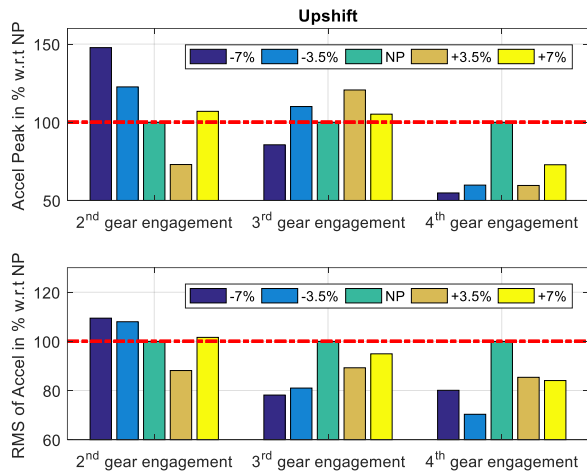 Upshift
Accel Peak in % w.r.t NP
150
100
50
-7% -3.5% NP +3.5% +7%
2nd gear engagement 3rd gear engagement 4th gear engagement
RMS of Accel in % w.r.t NP
120
100
80
60
-7% -3.5% NP +3.5% +7%
2nd gear engagement 3rd gear engagement 4th gear engagement